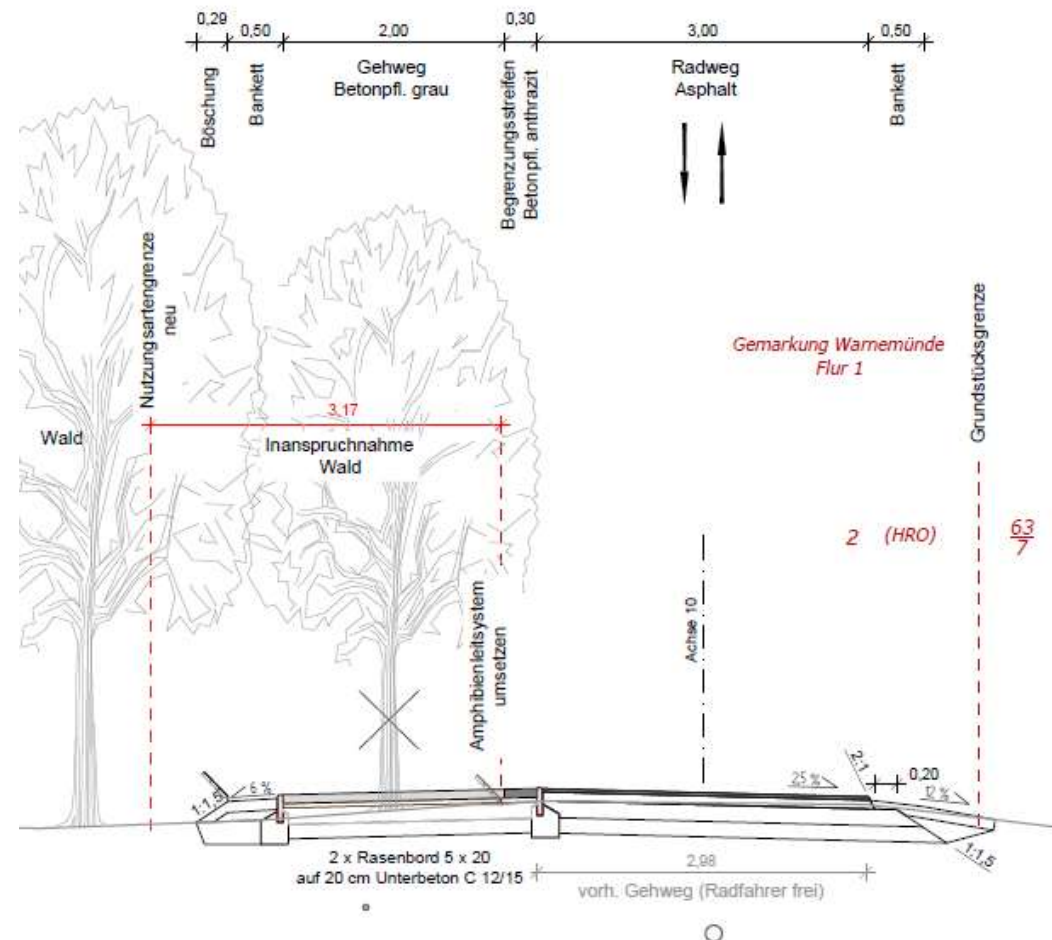 0,29
0,50
2,00
0,30
3,00
0,50
Böschung
Bankett
Gehweg
Betonpfl. grau
Begrenzungsstreifen
Betonpfl. anthrazit
Radweg
Asphalt
Bankett
Nutzungsartengrenze
neu
Grundstücksgrenze
Gemarkung Warnemünde
Flur 1
3,17
Wald
Inanspruchnahme
Wald
2
(HRO)
63
7
Amphibienleitsystem
umsetzen
Achse 10
1:1,5
6 %
2,5 %
2:1
0,20
12 %
1:1,5
2 x Rasenbord 5 x 20
auf 20 cm Unterbeton C 12/15
2,98
vorh. Gehweg (Radfahrer frei)